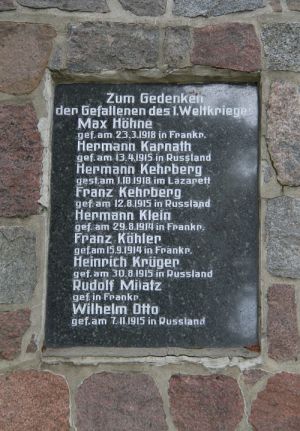 Zum Gedenken
der Gefallenen des 1.Weltkrieges
Max Höhne
gef. am 23.3.1918 in Frankr.
Hermann Karnath
gef. am 13.4.1915 in Russland
Hermann Kehrberg
gest. am 1.10.1918 im Lazarett
Franz Kehrberg
gef. am 12.8.1915 in Russland
Hermann Klein
gef. am 29.8.1914 in Frankr.
Franz Köhler
gef. am 15.9.1914 in Frankr.
Heinrich Krüger
gef. am 30.8.1915 in Russland
Rudolf Milatz
gef. in Frankr.
Wilhelm Otto
gef. am 7.11.1915 in Russland